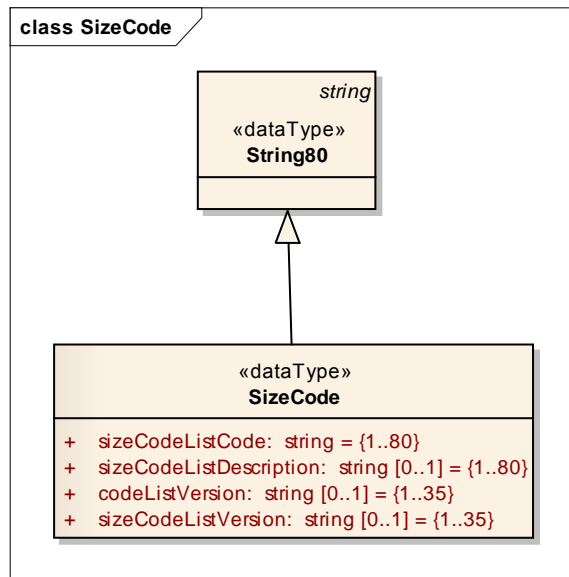 class SizeCode
string
«dataType»
String80
«dataType»
SizeCode
+ sizeCodeListCode: string = {1..80}
+ sizeCodeListDescription: string [0..1] = {1..80}
+ codeListVersion: string [0..1] = {1..35}
+ sizeCodeListVersion: string [0..1] = {1..35}